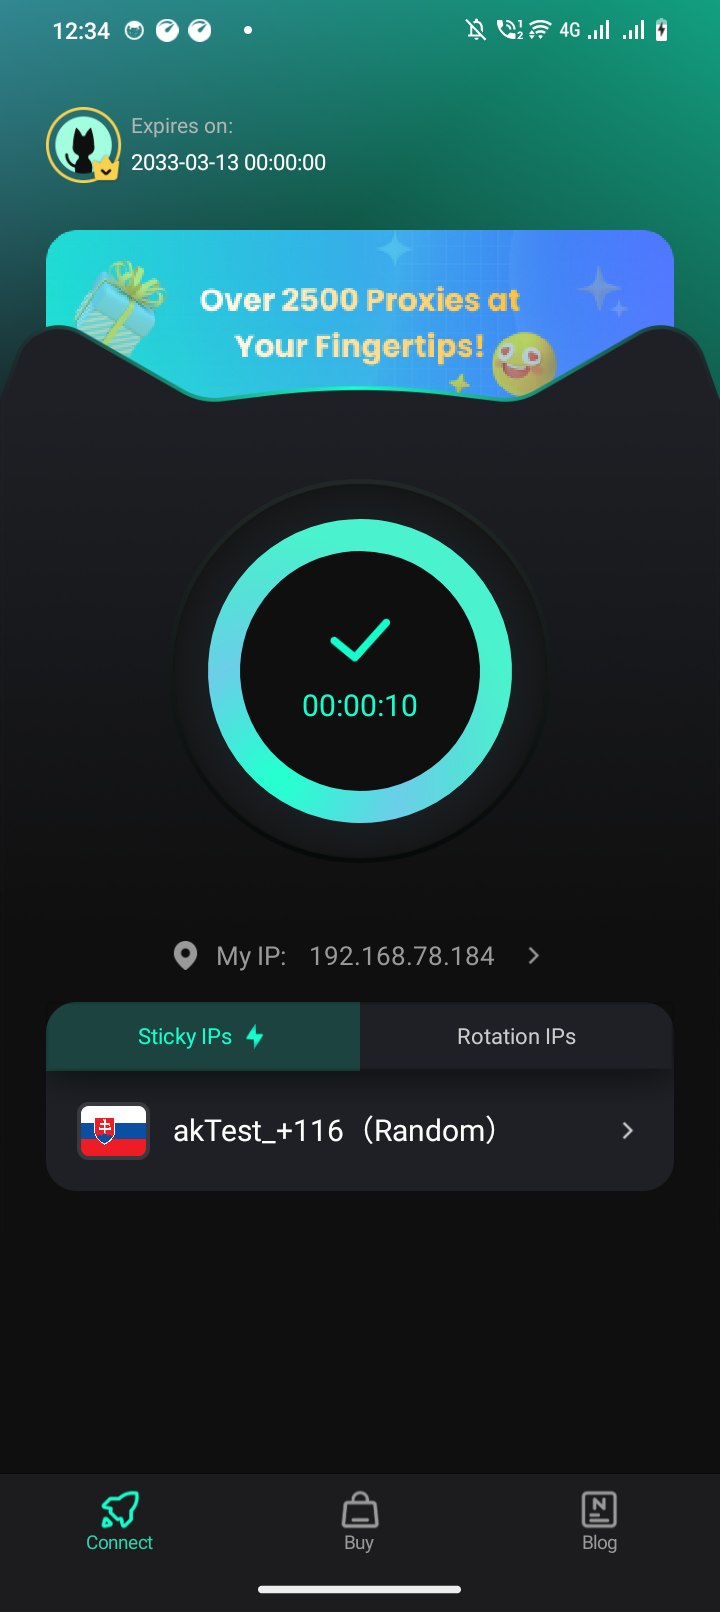 12:34
4G
Expires on:
2033-03-13 00:00:00
Over 2500 Proxies at
Your Fingertips!
00:00:10
My IP: 192.168.78.184
Sticky IPs
Rotation IPs
akTest_+116（Random）
Connect
Buy
Blog